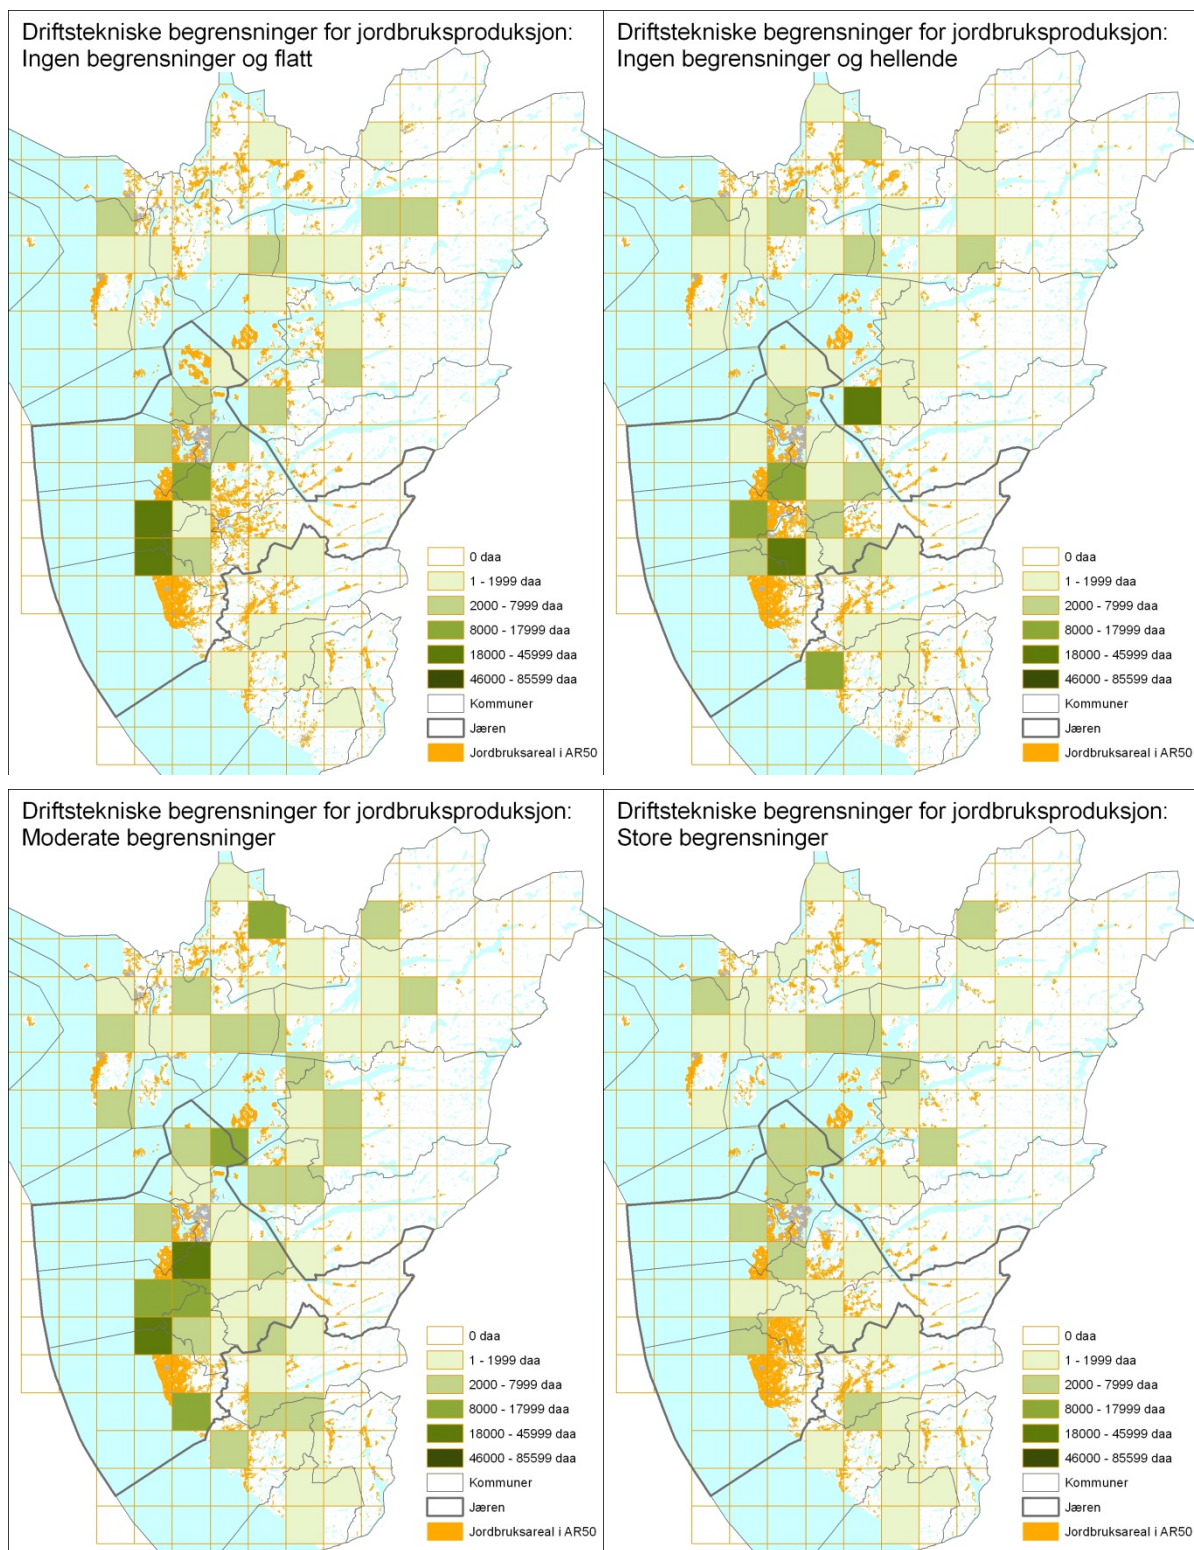 Driftstekniske begrensninger for jordbruksproduksjon:
Ingen begrensninger og flatt
0 daa
1 - 1999 daa
2000 - 7999 daa
8000 - 17999 daa
18000 - 45999 daa
46000 - 85599 daa
Kommuner
Jæren
Jordbruksareal i AR50
Driftstekniske begrensninger for jordbruksproduksjon:
Ingen begrensninger og hellende
0 daa
1 - 1999 daa
2000 - 7999 daa
8000 - 17999 daa
18000 - 45999 daa
46000 - 85599 daa
Kommuner
Jæren
Jordbruksareal i AR50
Driftstekniske begrensninger for jordbruksproduksjon:
Moderate begrensninger
0 daa
1 - 1999 daa
2000 - 7999 daa
8000 - 17999 daa
18000 - 45999 daa
46000 - 85599 daa
Kommuner
Jæren
Jordbruksareal i AR50
Driftstekniske begrensninger for jordbruksproduksjon:
Store begrensninger
0 daa
1 - 1999 daa
2000 - 7999 daa
8000 - 17999 daa
18000 - 45999 daa
46000 - 85599 daa
Kommuner
Jæren
Jordbruksareal i AR50